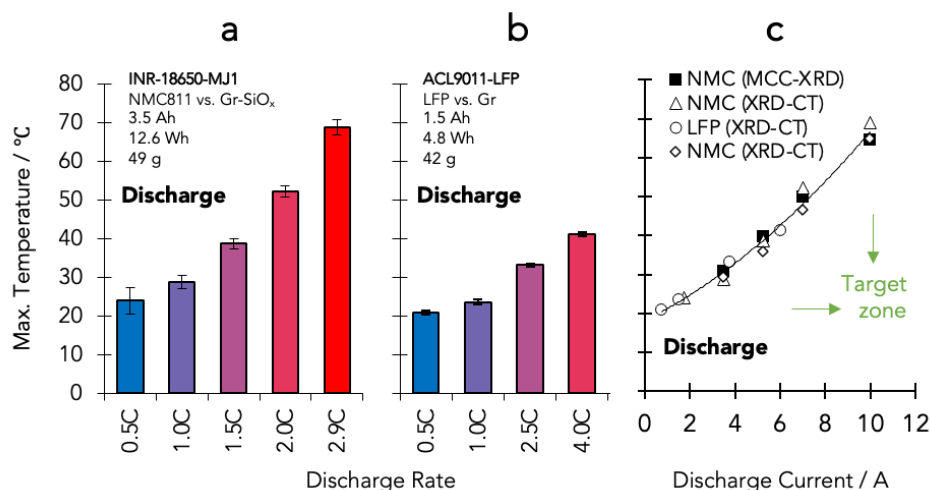 a
b
c
Max. Temperature / °C
80
70
60
50
40
30
20
10
0
INR-18650-MJ1
NMC811 vs. Gr-SiOₓ
3.5 Ah
12.6 Wh
49 g
Discharge
0.5C
1.0C
1.5C
2.0C
2.9C
ACL9011-LFP
LFP vs. Gr
1.5 Ah
4.8 Wh
42 g
Discharge
0.5C
1.0C
2.5C
4.0C
Discharge Rate
NMC (MCC-XRD)
NMC (XRD-CT)
LFP (XRD-CT)
NMC (XRD-CT)
Target
zone
Discharge
0 2 4 6 8 10 12
Discharge Current / A